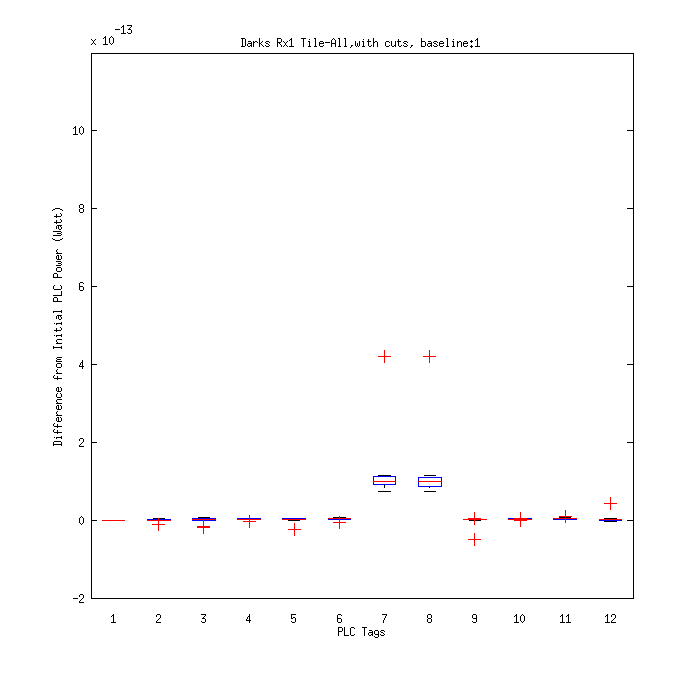 x 10-13
Darks Rx1 Tile-All,with cuts, baseline:1
10
8
6
4
2
0
-2
Difference from Initial PLC Power (Watt)
1 2 3 4 5 6 7 8 9 10 11 12
PLC Tags